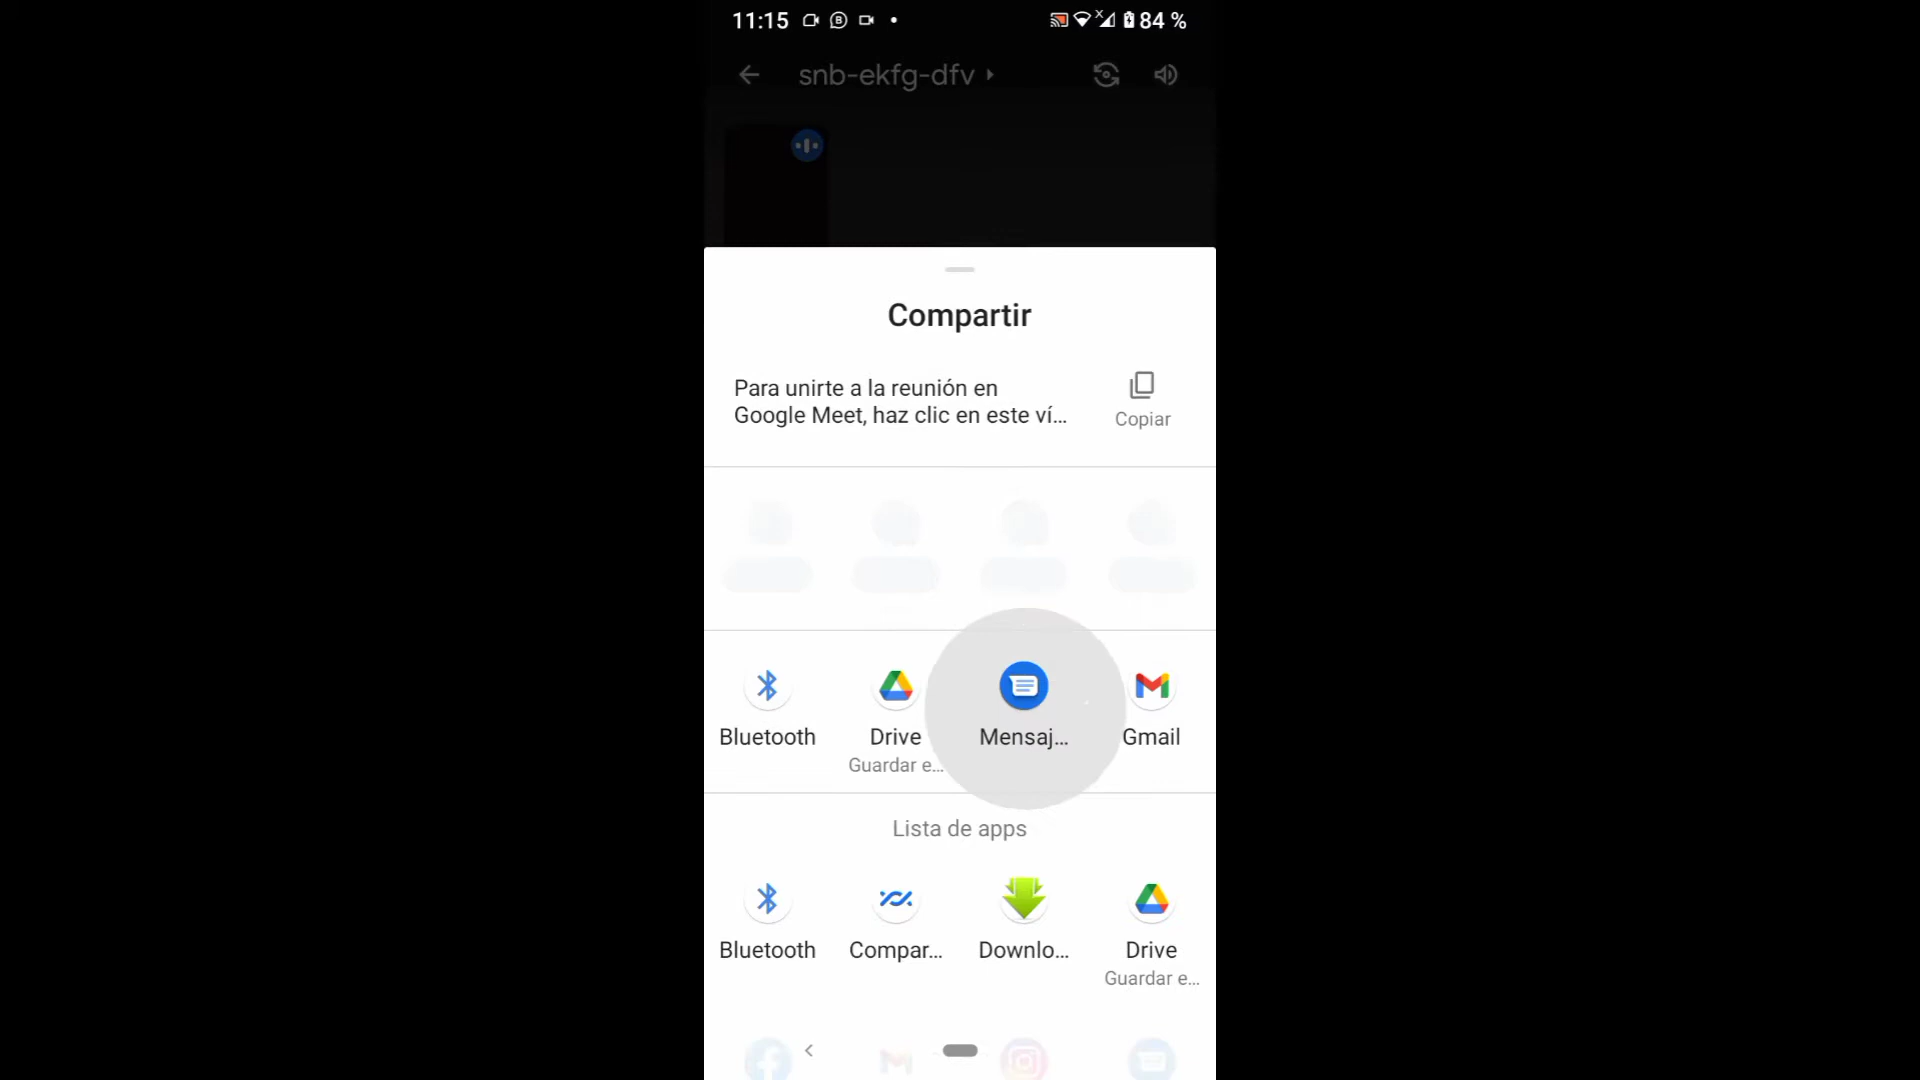 11:15
84 %
snb-ekfg-dfv
Compartir
Para unirte a la reunión en
Google Meet, haz clic en este ví...
Copiar
Bluetooth
Drive
Mensaj...
Gmail
Guardar e...
Lista de apps
Bluetooth
Compar...
Downlo...
Drive
Guardar e...